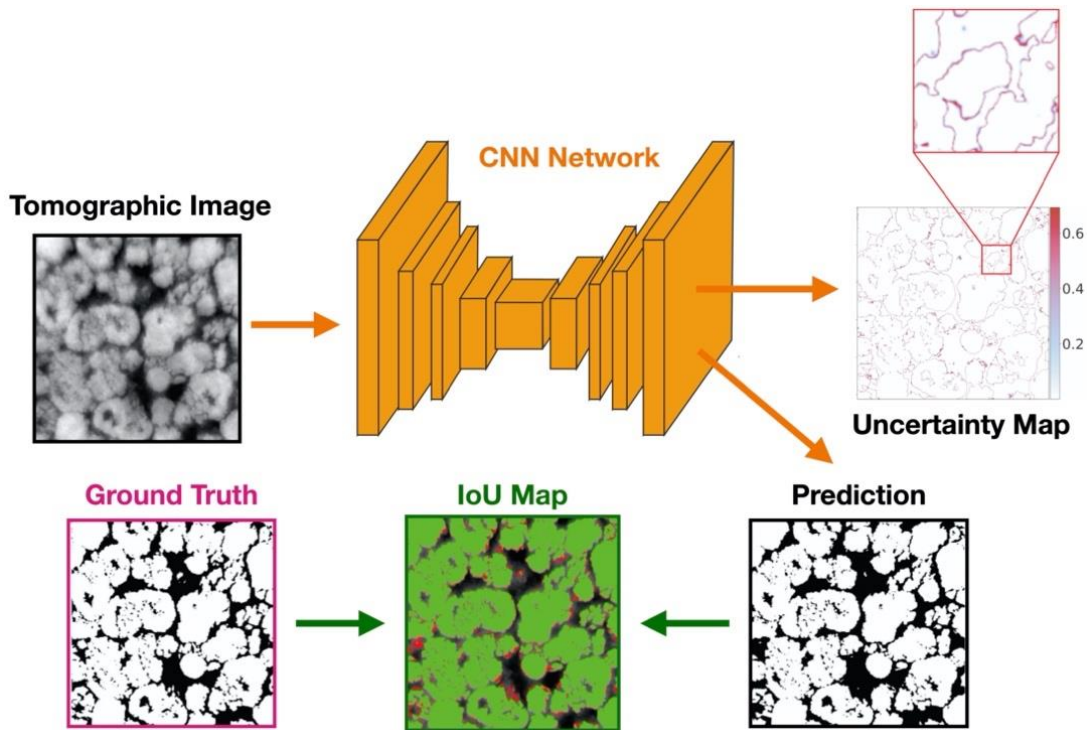 CNN Network
Tomographic Image
0.6
0.4
0.2
Uncertainty Map
Ground Truth
IoU Map
Prediction